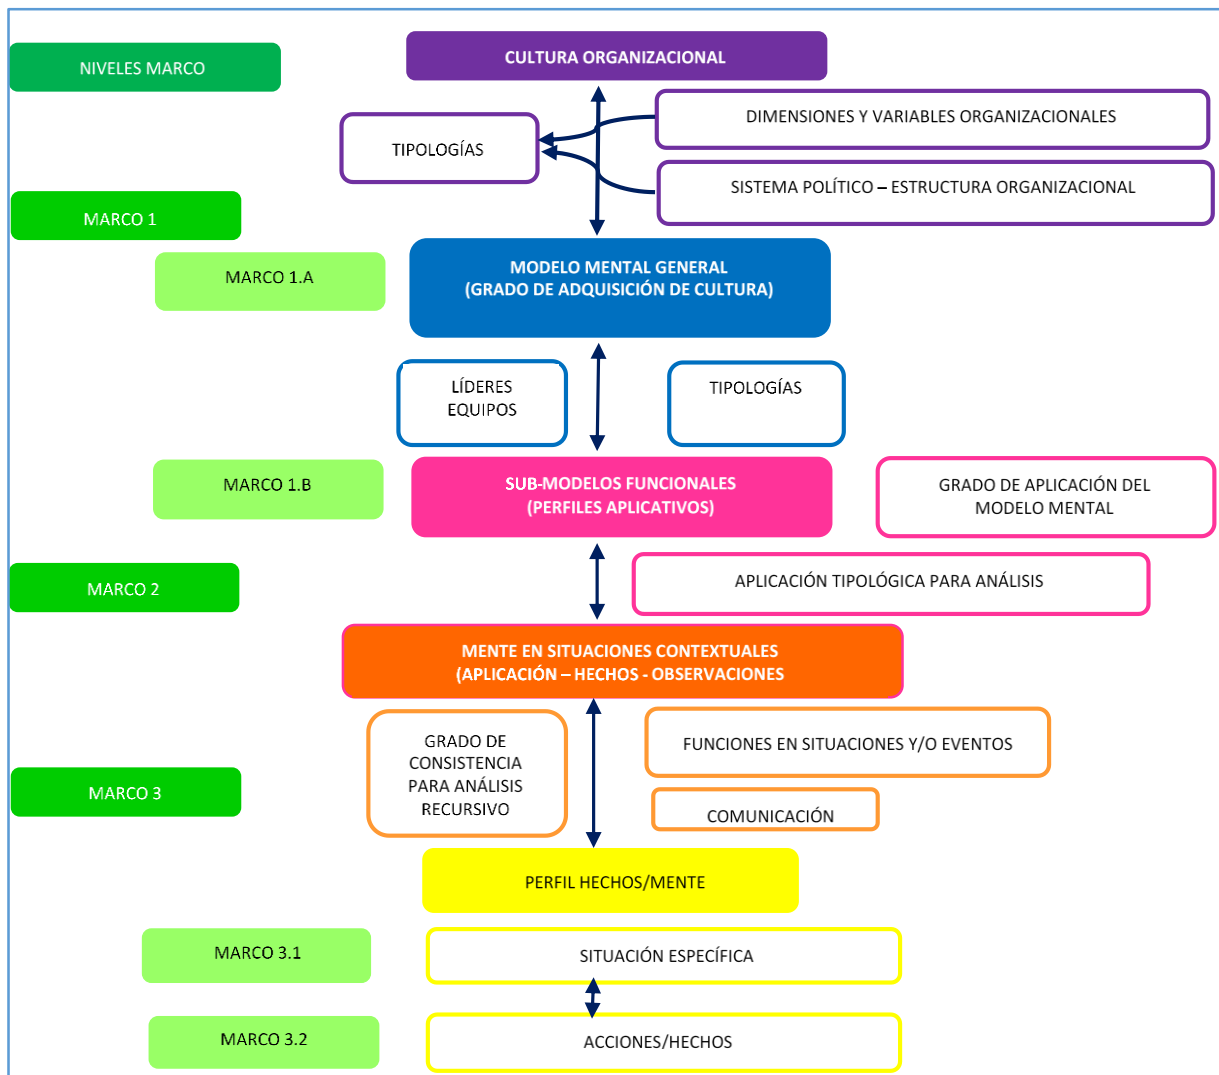 NIVELES MARCO
CULTURA ORGANIZACIONAL
DIMENSIONES Y VARIABLES ORGANIZACIONALES
TIPOLOGÍAS
SISTEMA POLÍTICO – ESTRUCTURA ORGANIZACIONAL
MARCO 1
MARCO 1.A
MODELO MENTAL GENERAL
(GRADO DE ADQUISICIÓN DE CULTURA)
LÍDERES
EQUIPOS
TIPOLOGÍAS
MARCO 1.B
SUB-MODELOS FUNCIONALES
(PERFILES APLICATIVOS)
GRADO DE APLICACIÓN DEL
MODELO MENTAL
MARCO 2
APLICACIÓN TIPOLÓGICA PARA ANÁLISIS
MENTE EN SITUACIONES CONTEXTUALES
(APLICACIÓN – HECHOS - OBSERVACIONES
GRADO DE
CONSISTENCIA
PARA ANÁLISIS
RECURSIVO
FUNCIONES EN SITUACIONES Y/O EVENTOS
COMUNICACIÓN
MARCO 3
PERFIL HECHOS/MENTE
MARCO 3.1
SITUACIÓN ESPECÍFICA
MARCO 3.2
ACCIONES/HECHOS